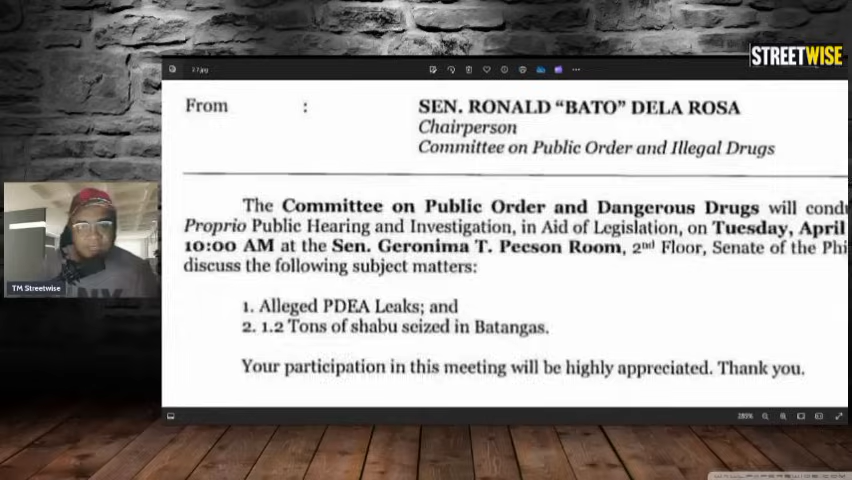 STREETWISE
27.jpg
From : SEN. RONALD “BATO” DELA ROSA
Chairperson
Committee on Public Order and Illegal Drugs
The Committee on Public Order and Dangerous Drugs will
Proprio Public Hearing and Investigation, in Aid of Legislation, on Tuesday, April
10:00 AM at the Sen. Geronima T. Pecson Room, 2nd Floor, Senate of the
discuss the following subject matters:
TM Streetwise
1. Alleged PDEA Leaks; and
2. 1.2 Tons of shabu seized in Batangas.
Your participation in this meeting will be highly appreciated. Thank you.
285%